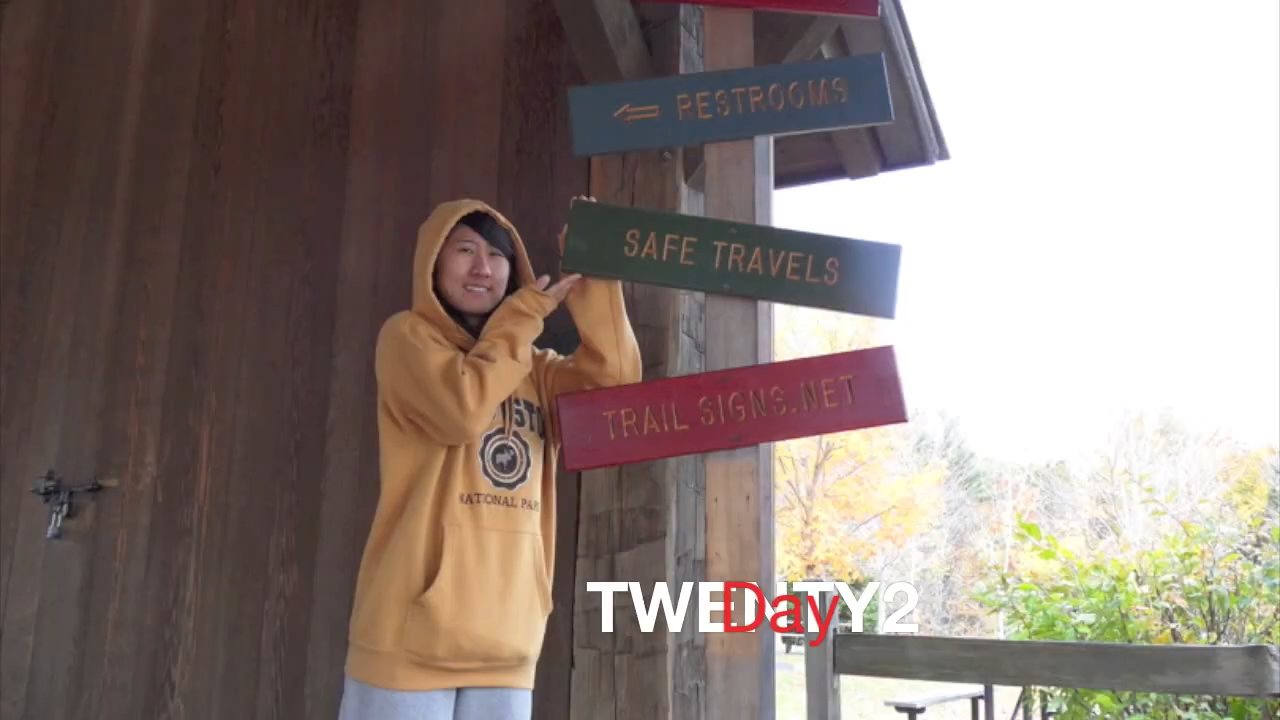 RESTROOMS
SAFE TRAVELS
TRAIL SIGNS.NET
NATIONAL PARK
TWENTY2
Day